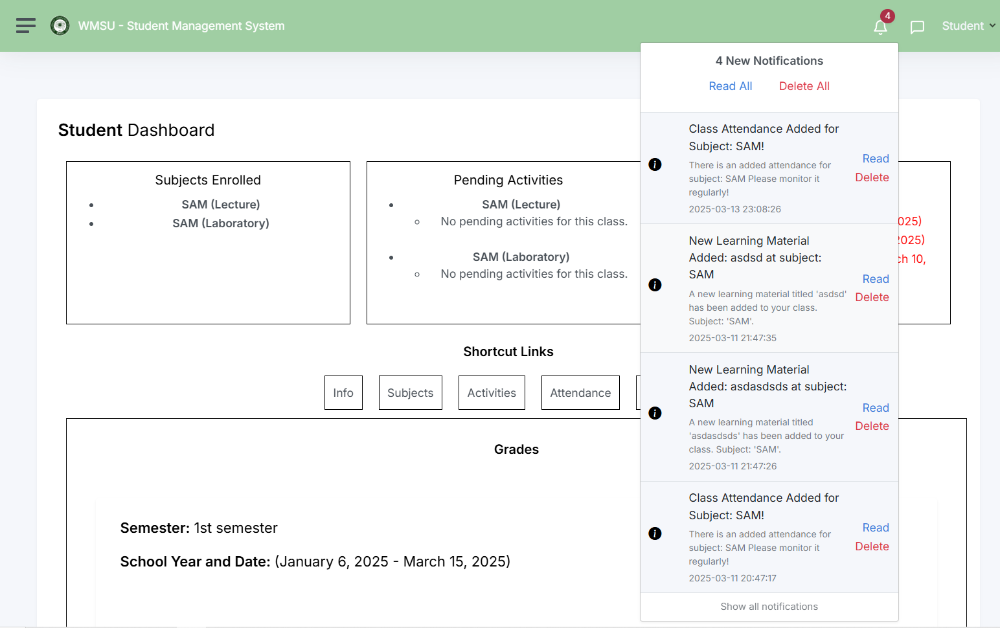 WMSU - Student Management System
4
Student
4 New Notifications
Read All Delete All
Student Dashboard
Subjects Enrolled
SAM (Lecture)
SAM (Laboratory)
Pending Activities
SAM (Lecture)
No pending activities for this class.
SAM (Laboratory)
No pending activities for this class.
025)
025)
ch 10,
Class Attendance Added for
Subject: SAM!
There is an added attendance for
subject: SAM Please monitor it
regularly!
2025-03-13 23:08:26
Read
Delete
New Learning Material
Added: asdsd at subject:
SAM
A new learning material titled 'asdsd'
has been added to your class.
Subject: 'SAM'.
2025-03-11 21:47:35
Read
Delete
New Learning Material
Added: asdasdsds at subject:
SAM
A new learning material titled
'asdasdsds' has been added to your
class. Subject: 'SAM'.
2025-03-11 21:47:26
Read
Delete
Class Attendance Added for
Subject: SAM!
There is an added attendance for
subject: SAM Please monitor it
regularly!
2025-03-11 20:47:17
Read
Delete
Show all notifications
Shortcut Links
Info Subjects Activities Attendance
Grades
Semester: 1st semester
School Year and Date: (January 6, 2025 - March 15, 2025)